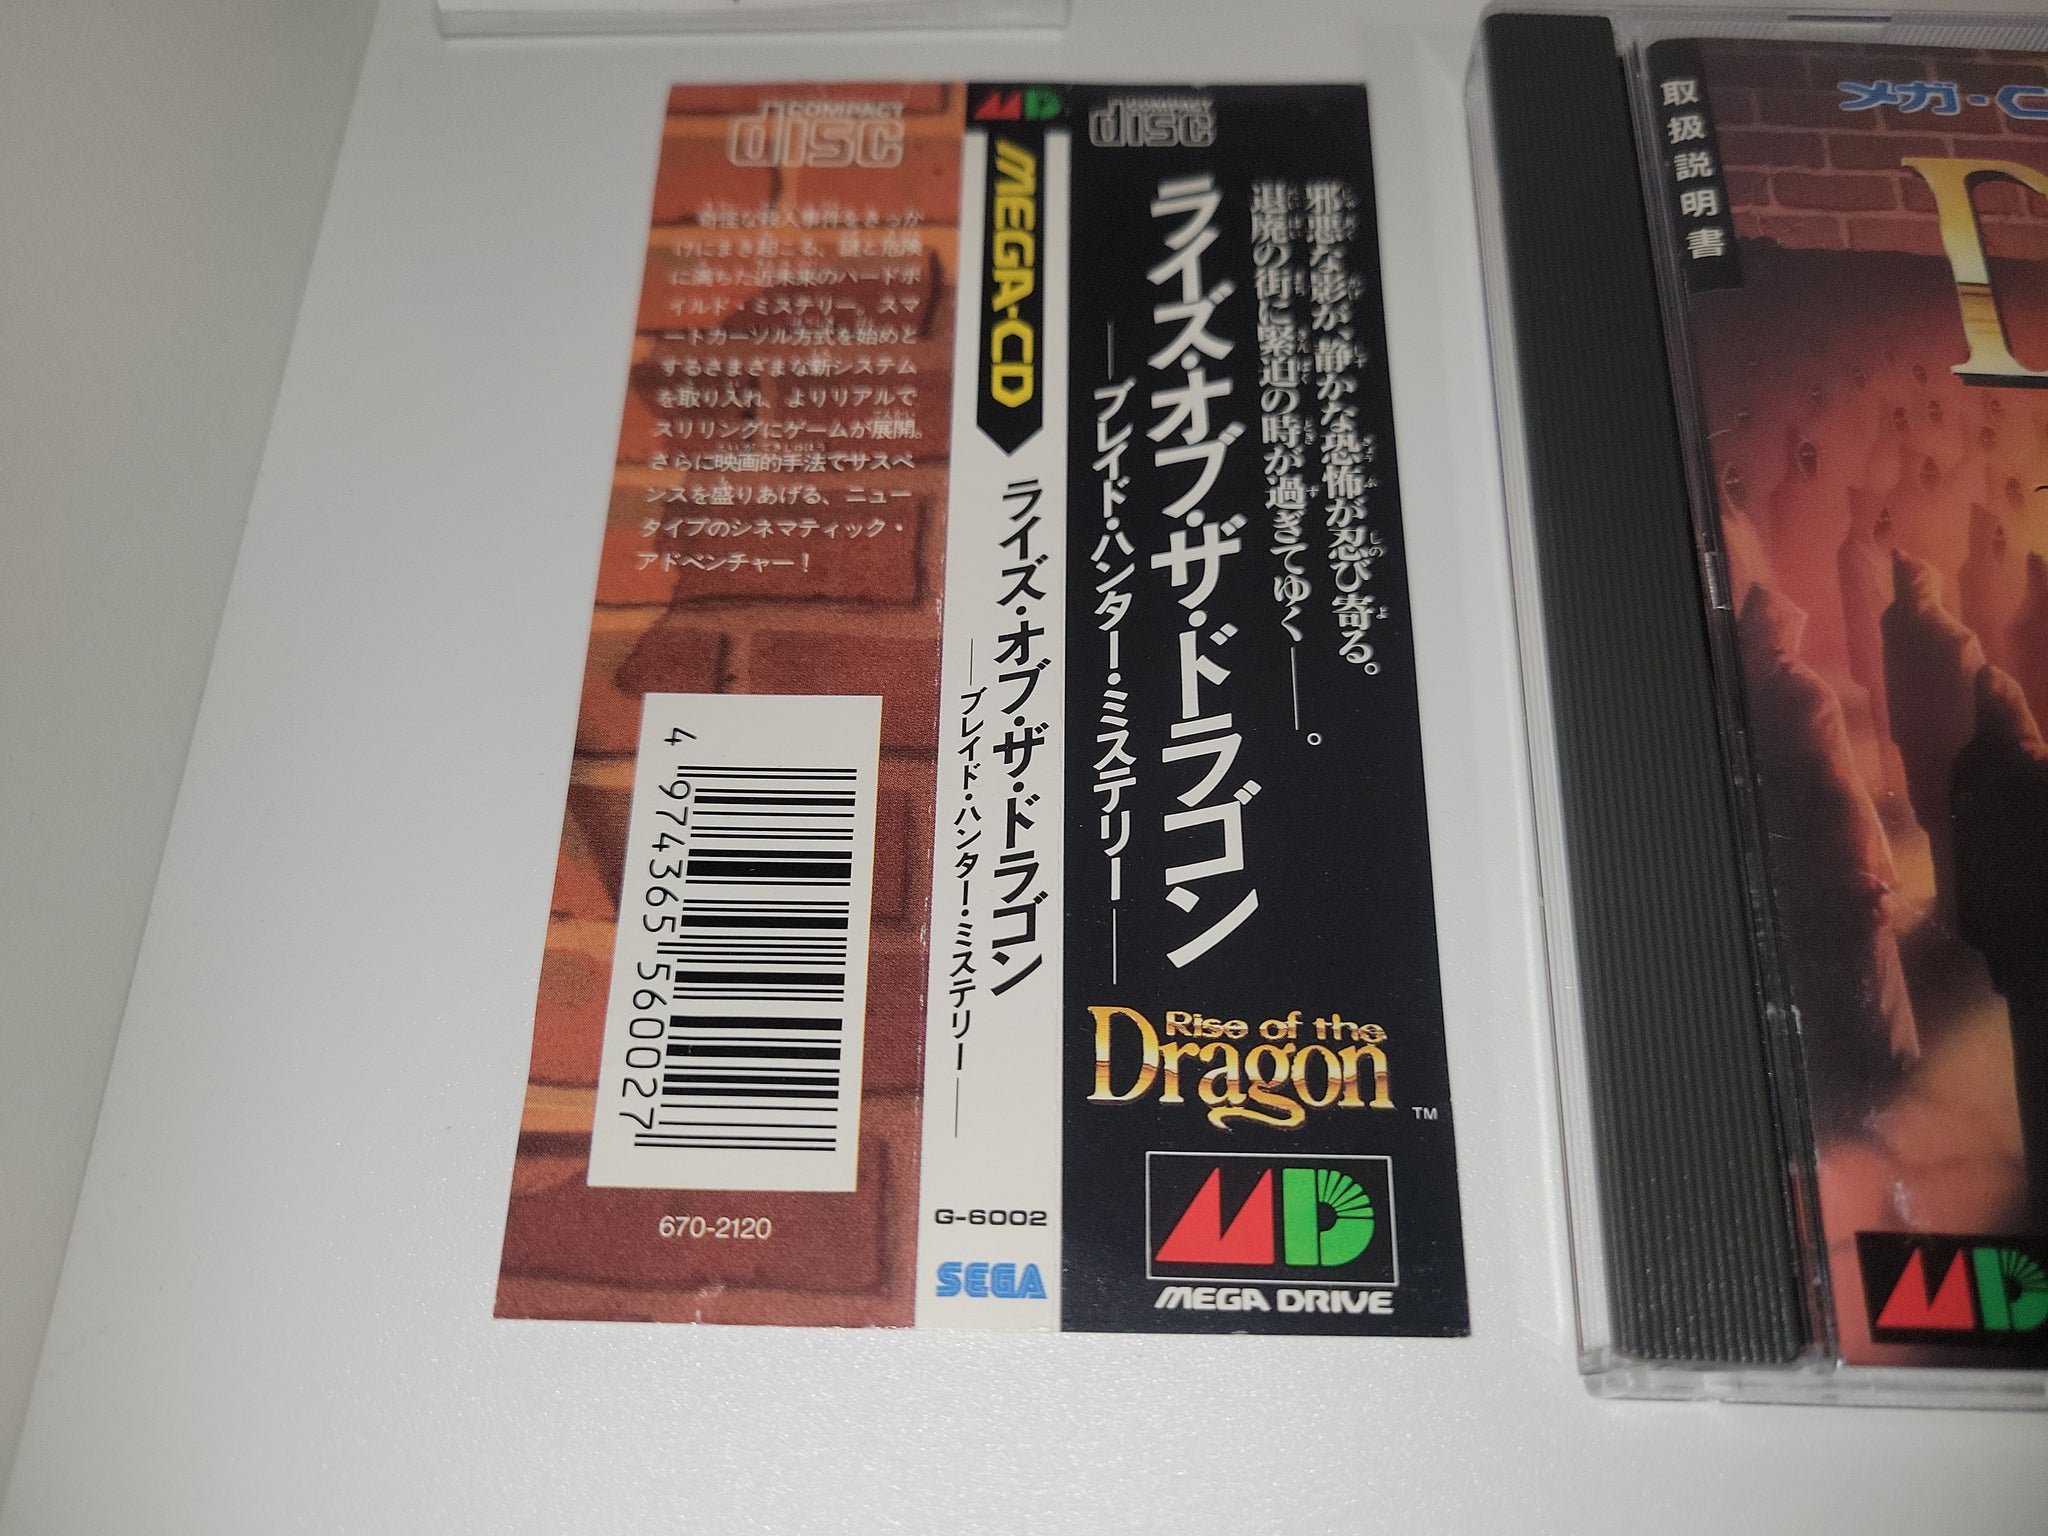 COMPACT
disc
奇怪な殺人事件をきっか
けにまき起こる、謎と危険
に満ちた近未来のハードボ
イルド・ミステリー。スマ
ートカーソル方式を始めと
するさまざまな新システム
を取り入れ、よりリアルで
スリリングにゲームが展開。
さらに映画的手法でサスペ
ンスを盛りあげる、ニュー
タイプのシネマティック・
アドベンチャー!
4 974365 560027
670-2120
MD
MEGA-CD
ライズ・オブ・ザ・ドラゴン
―ブレイド・ハンター・ミステリー―
G-6002
SEGA
COMPACT
disc
邪悪な影が、静かな恐怖が忍び寄る。
退廃の街に緊迫の時が過ぎてゆく――。
ライズ・オブ・ザ・ドラゴン
―ブレイド・ハンター・ミステリー―
Rise of the
Dragon
TM
MD
MEGA DRIVE
取扱説明書
メガ・C
D
MD